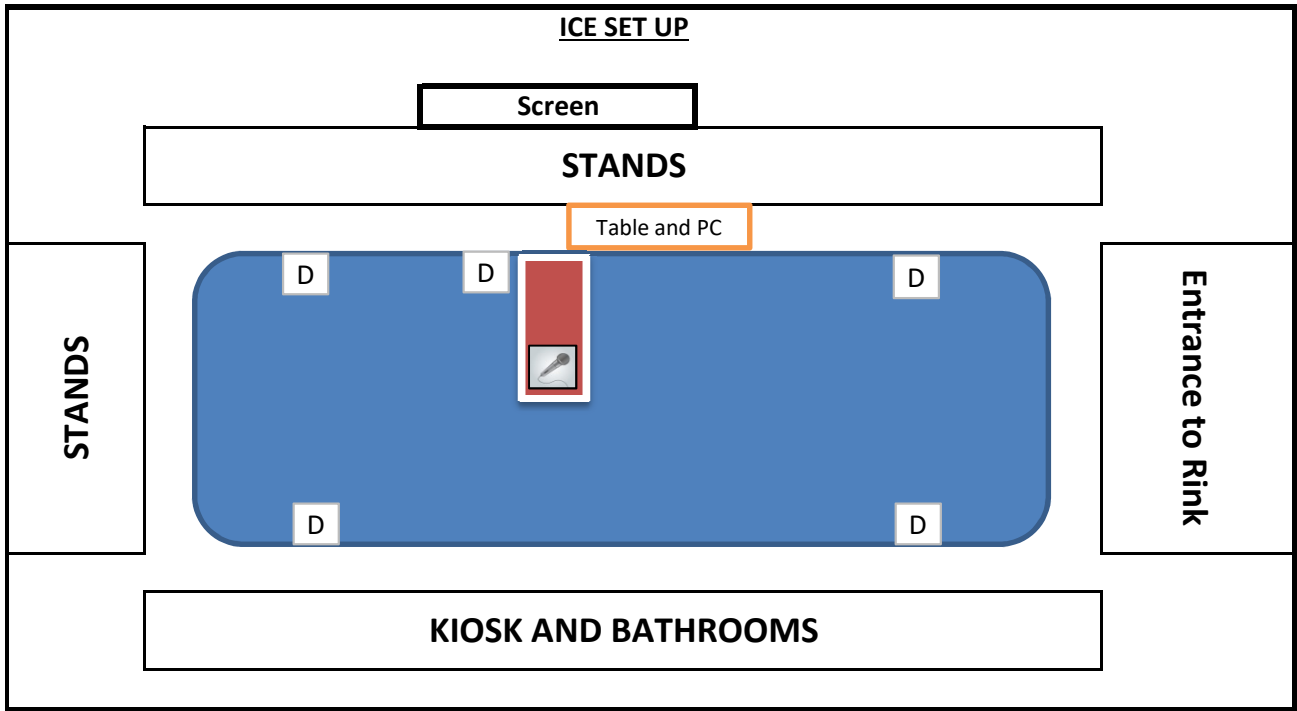 ICE SET UP
Screen
STANDS
Table and PC
D
D
D
STANDS
Entrance to Rink
D
D
KIOSK AND BATHROOMS